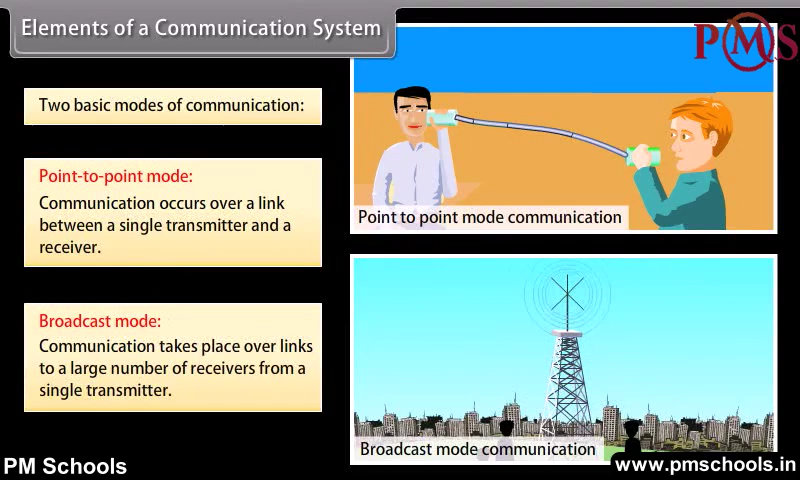 Elements of a Communication System
PMS
Two basic modes of communication:
Point-to-point mode:
Communication occurs over a link
between a single transmitter and a
receiver.
Point to point mode communication
Broadcast mode:
Communication takes place over links
to a large number of receivers from a
single transmitter.
Broadcast mode communication
PM Schools
www.pmschools.in